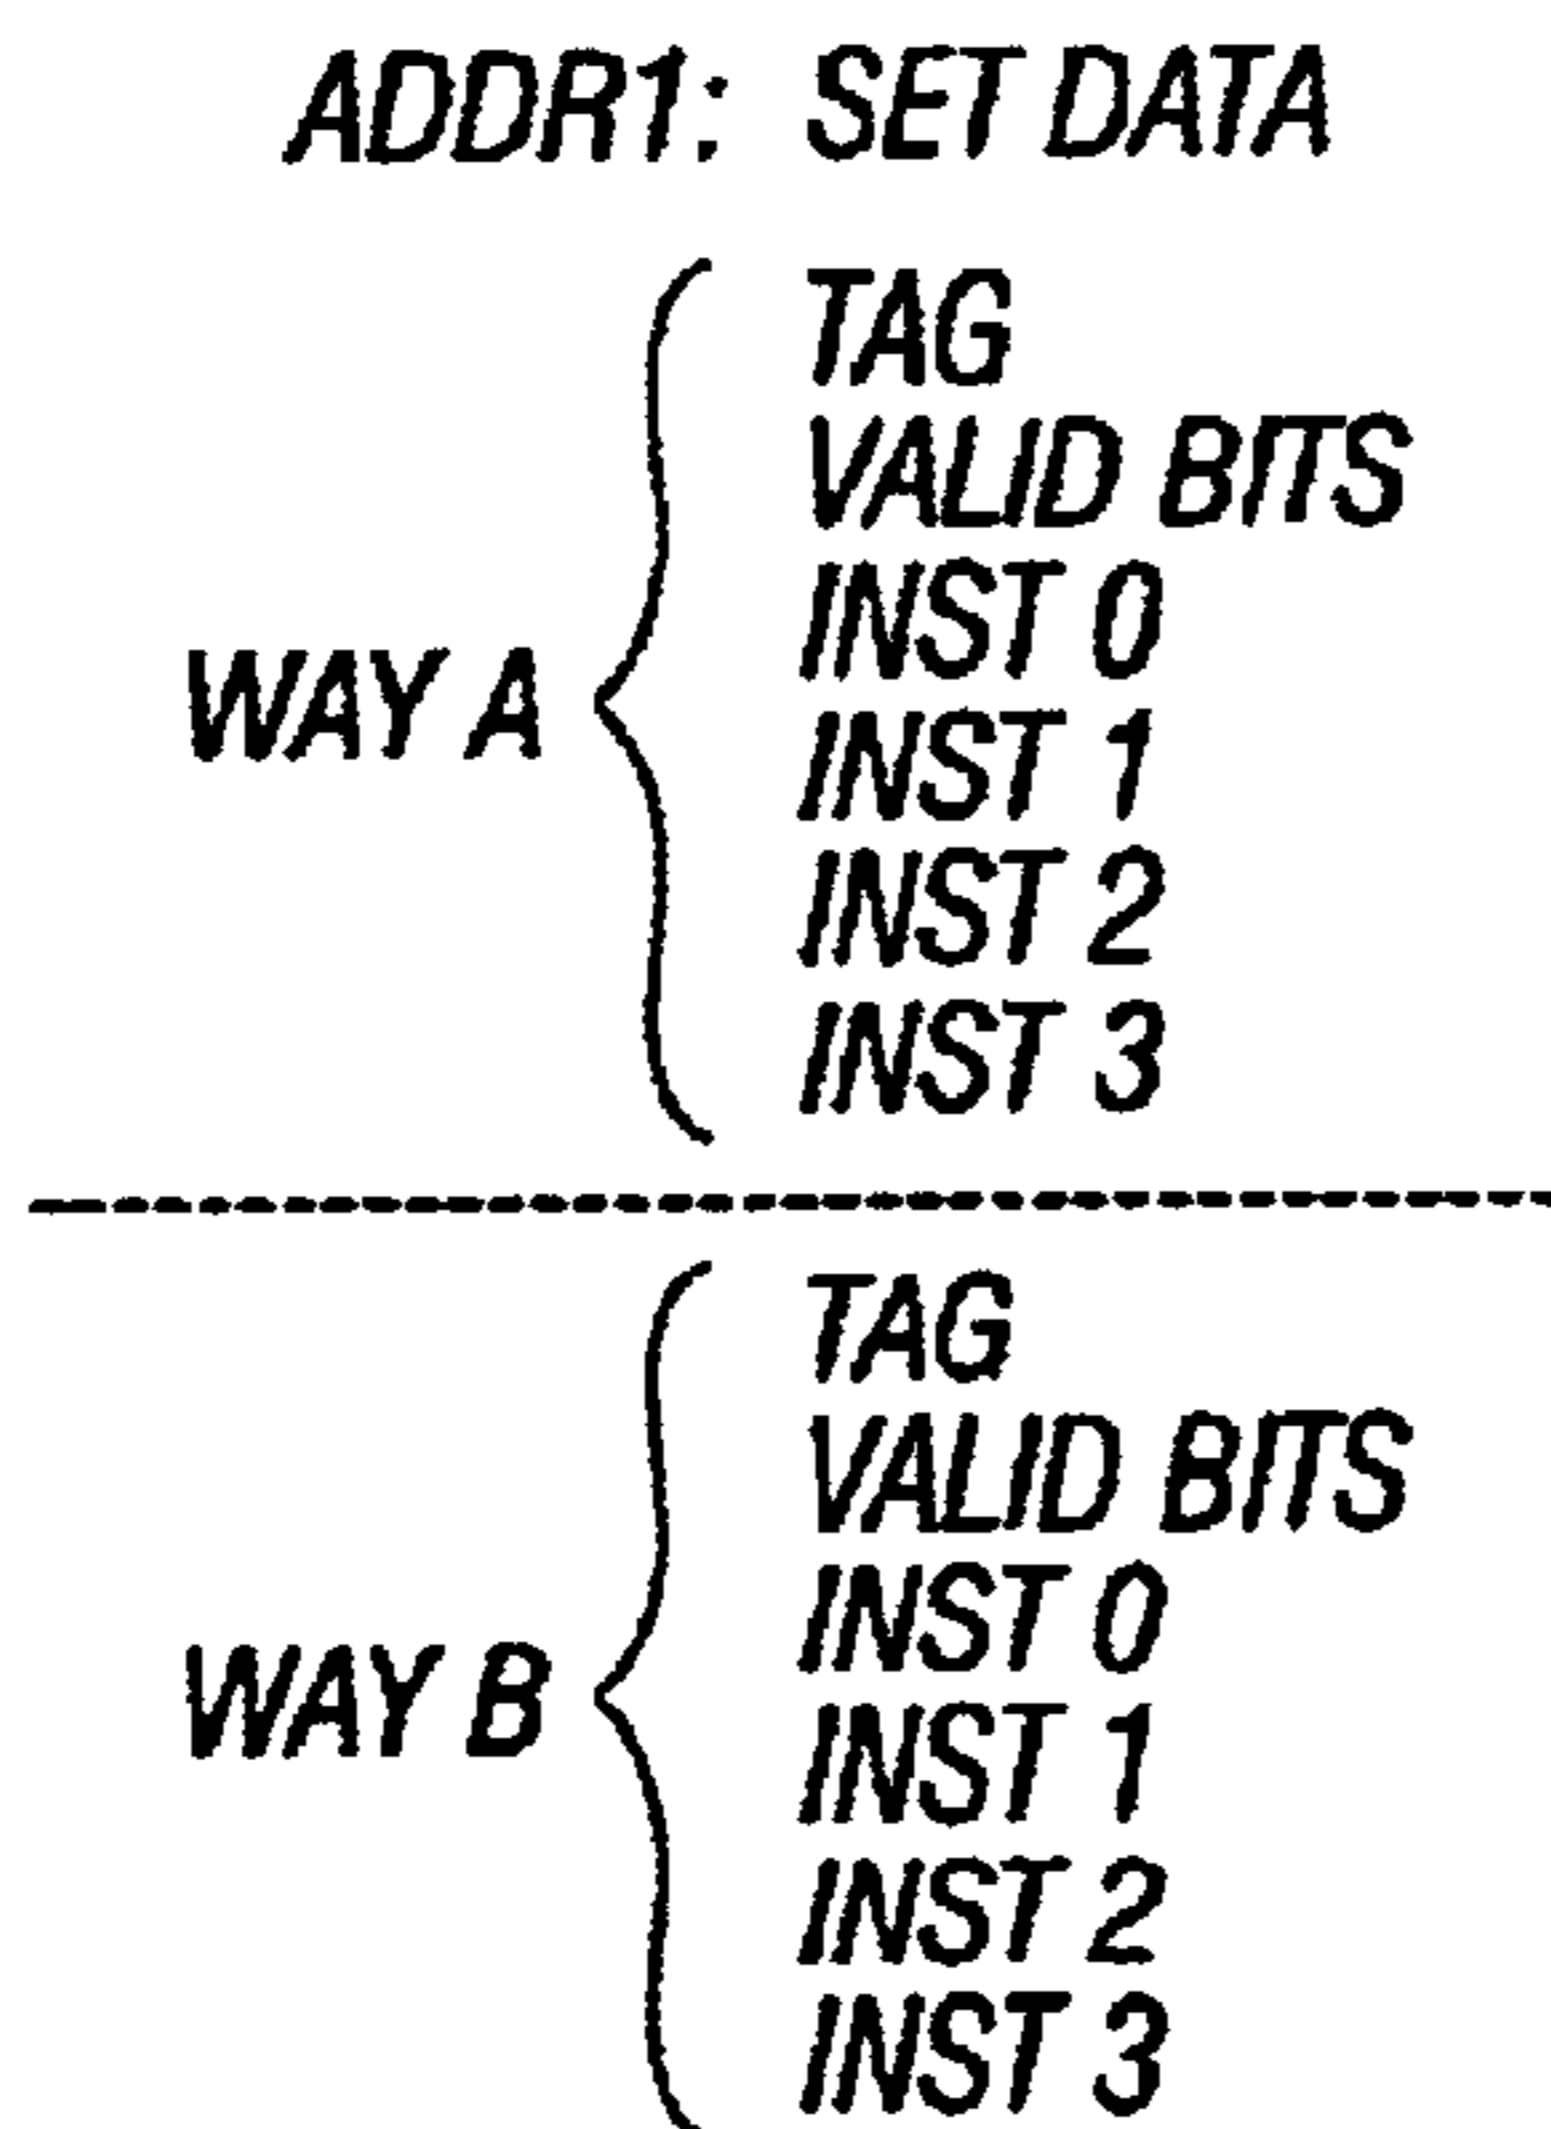 ADDR1: SET DATA
TAG
VALID BITS
INST 0
WAY A
INST 1
INST 2
INST 3
TAG
VALID BITS
INST 0
WAY B
INST 1
INST 2
INST 3